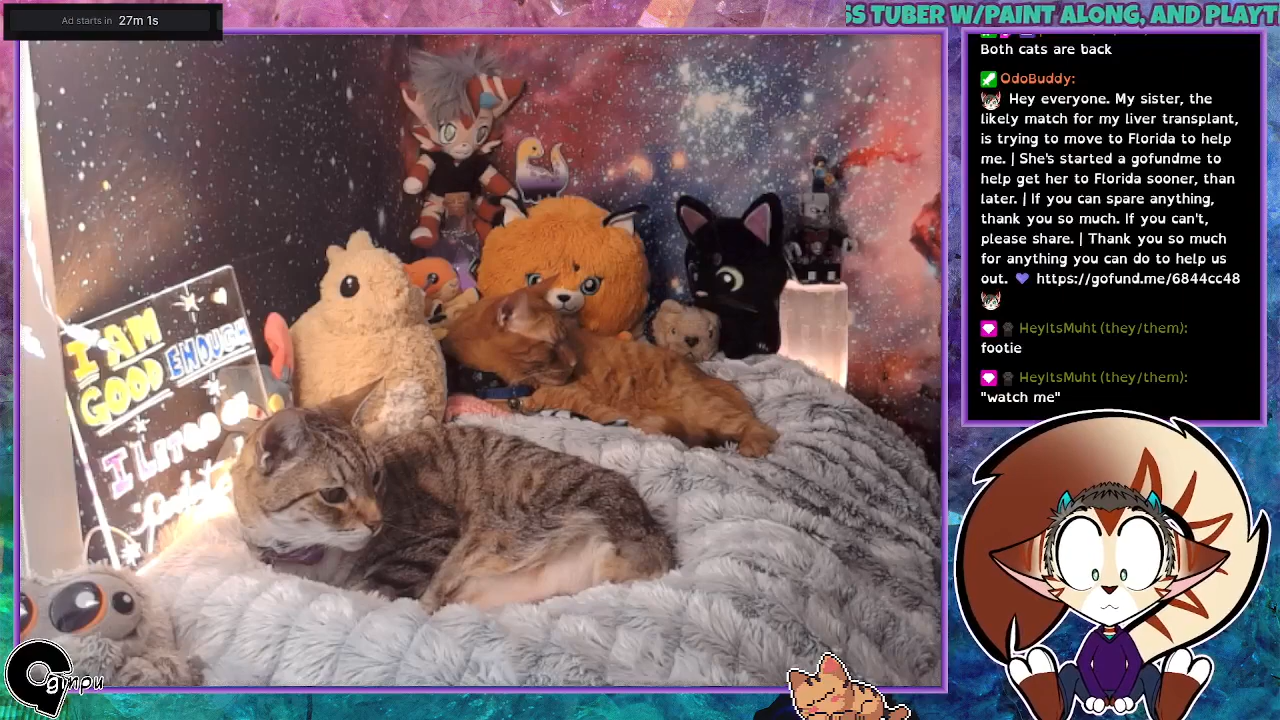 Ad starts in 27m 1s
SS TUBER W/PAINT ALONG, AND PLAYT
Both cats are back
OdoBuddy:
Hey everyone. My sister, the
likely match for my liver transplant,
is trying to move to Florida to help
me. | She's started a gofundme to
help get her to Florida sooner, than
later. | If you can spare anything,
thank you so much. If you can't,
please share. | Thank you so much
for anything you can do to help us
out. 💜 https://gofund.me/6844cc48
HeyItsMuht (they/them):
footie
HeyItsMuht (they/them):
"watch me"
I AM
GOOD ENOUGH
ginpu